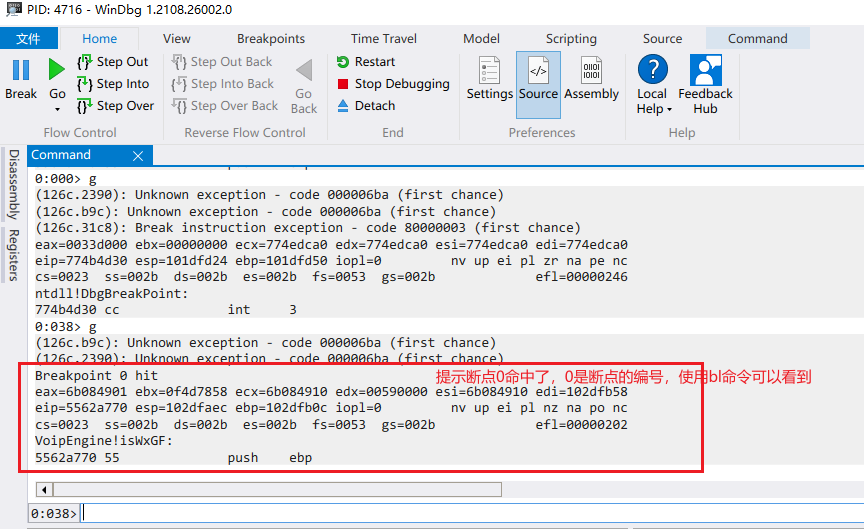 PID: 4716 - WinDbg 1.2108.26002.0
文件 Home View Breakpoints Time Travel Model Scripting Source Command
Break
Go
Step Out
Step Into
Step Over
Flow Control
Step Out Back
Step Into Back
Step Over Back
Go
Back
Reverse Flow Control
Restart
Stop Debugging
Detach
End
Settings
Source
Assembly
Preferences
Local
Help
Feedback
Hub
Help
Disassembly
Registers
Command
0:000> g
(126c.2390): Unknown exception - code 000006ba (first chance)
(126c.b9c): Unknown exception - code 000006ba (first chance)
(126c.31c8): Break instruction exception - code 80000003 (first chance)
eax=0033d000 ebx=00000000 ecx=774edca0 edx=774edca0 esi=774edca0 edi=774edca0
eip=774b4d30 esp=101dfd24 ebp=101dfd50 iopl=0 nv up ei pl zr na pe nc
cs=0023 ss=002b ds=002b es=002b fs=0053 gs=002b efl=00000246
ntdll!DbgBreakPoint:
774b4d30 cc int 3
0:038> g
(126c.b9c): Unknown exception - code 000006ba (first chance)
(126c.2390): Unknown exception - code 000006ba (first chance)
Breakpoint 0 hit
提示断点0命中了，0是断点的编号，使用bl命令可以看到
eax=6b084901 ebx=0f4d7858 ecx=6b084910 edx=00590000 esi=6b084910 edi=102dfb58
eip=5562a770 esp=102dfaec ebp=102dfb0c iopl=0 nv up ei pl nz na po nc
cs=0023 ss=002b ds=002b es=002b fs=0053 gs=002b efl=00000202
VoipEngine!isWxGF:
5562a770 55 push ebp
0:038>